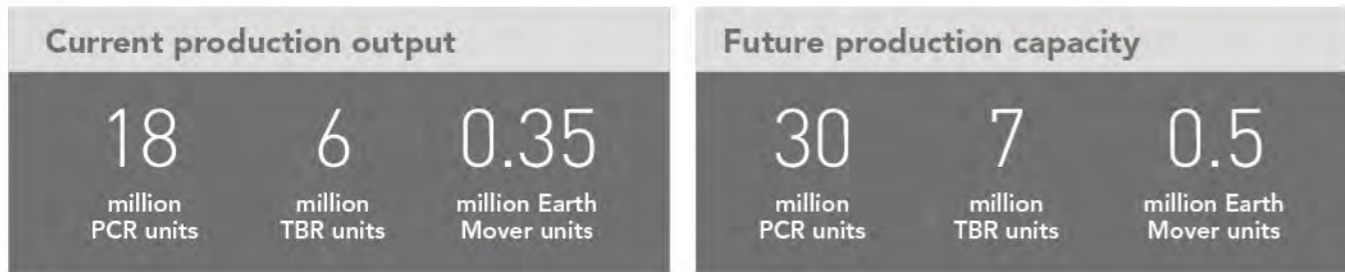 Current production output
18
million
PCR units
6
million
TBR units
0.35
million Earth
Mover units
Future production capacity
30
million
PCR units
7
million
TBR units
0.5
million Earth
Mover units